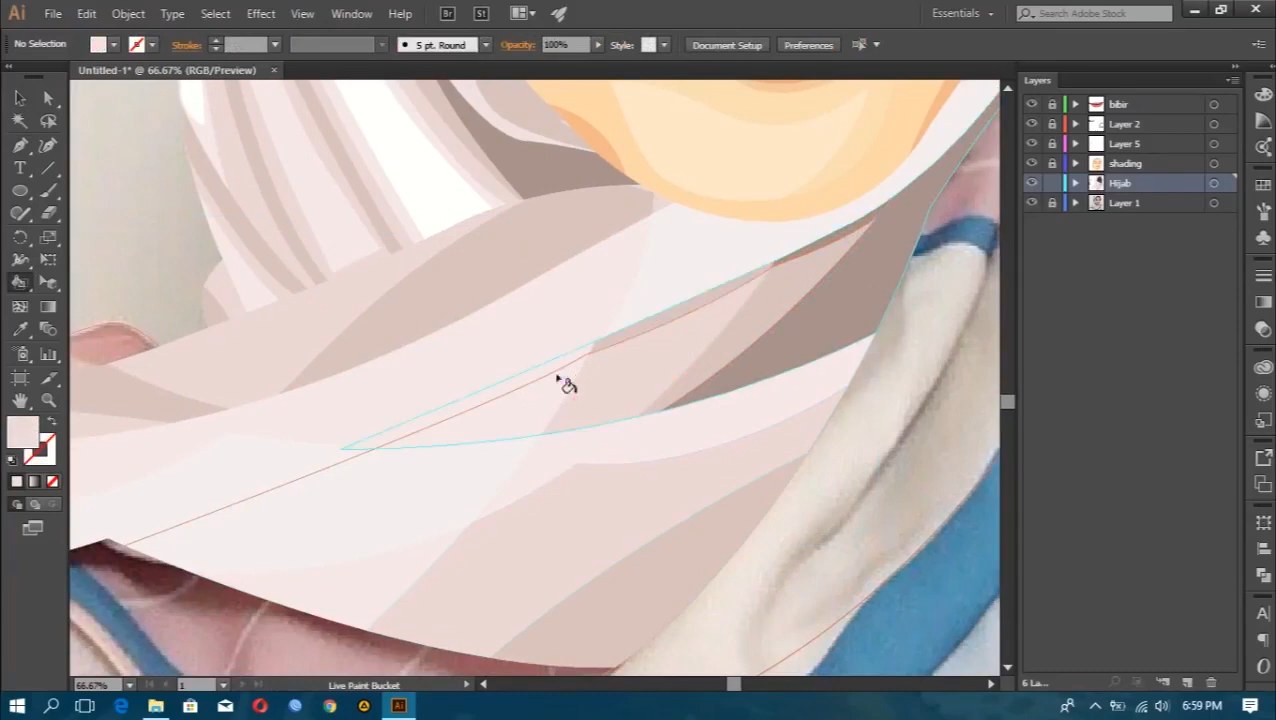 Ai File Edit Object Type Select Effect View Window Help Br St Essentials Search Adobe Stock
No Selection Stroke: 5 pt. Round Opacity: 100% Style: Document Setup Preferences
Untitled-1* @ 66.67% (RGB/Preview) ×
Layers
bibir
Layer 2
Layer 5
shading
Hijab
Layer 1
66.67% 1 Live Paint Bucket 6 La...
Ai 6:59 PM